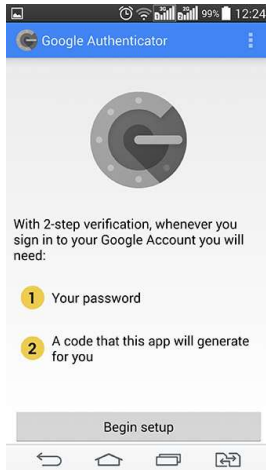 99% 12:24
Google Authenticator
With 2-step verification, whenever you
sign in to your Google Account you will
need:
1 Your password
2 A code that this app will generate
for you
Begin setup